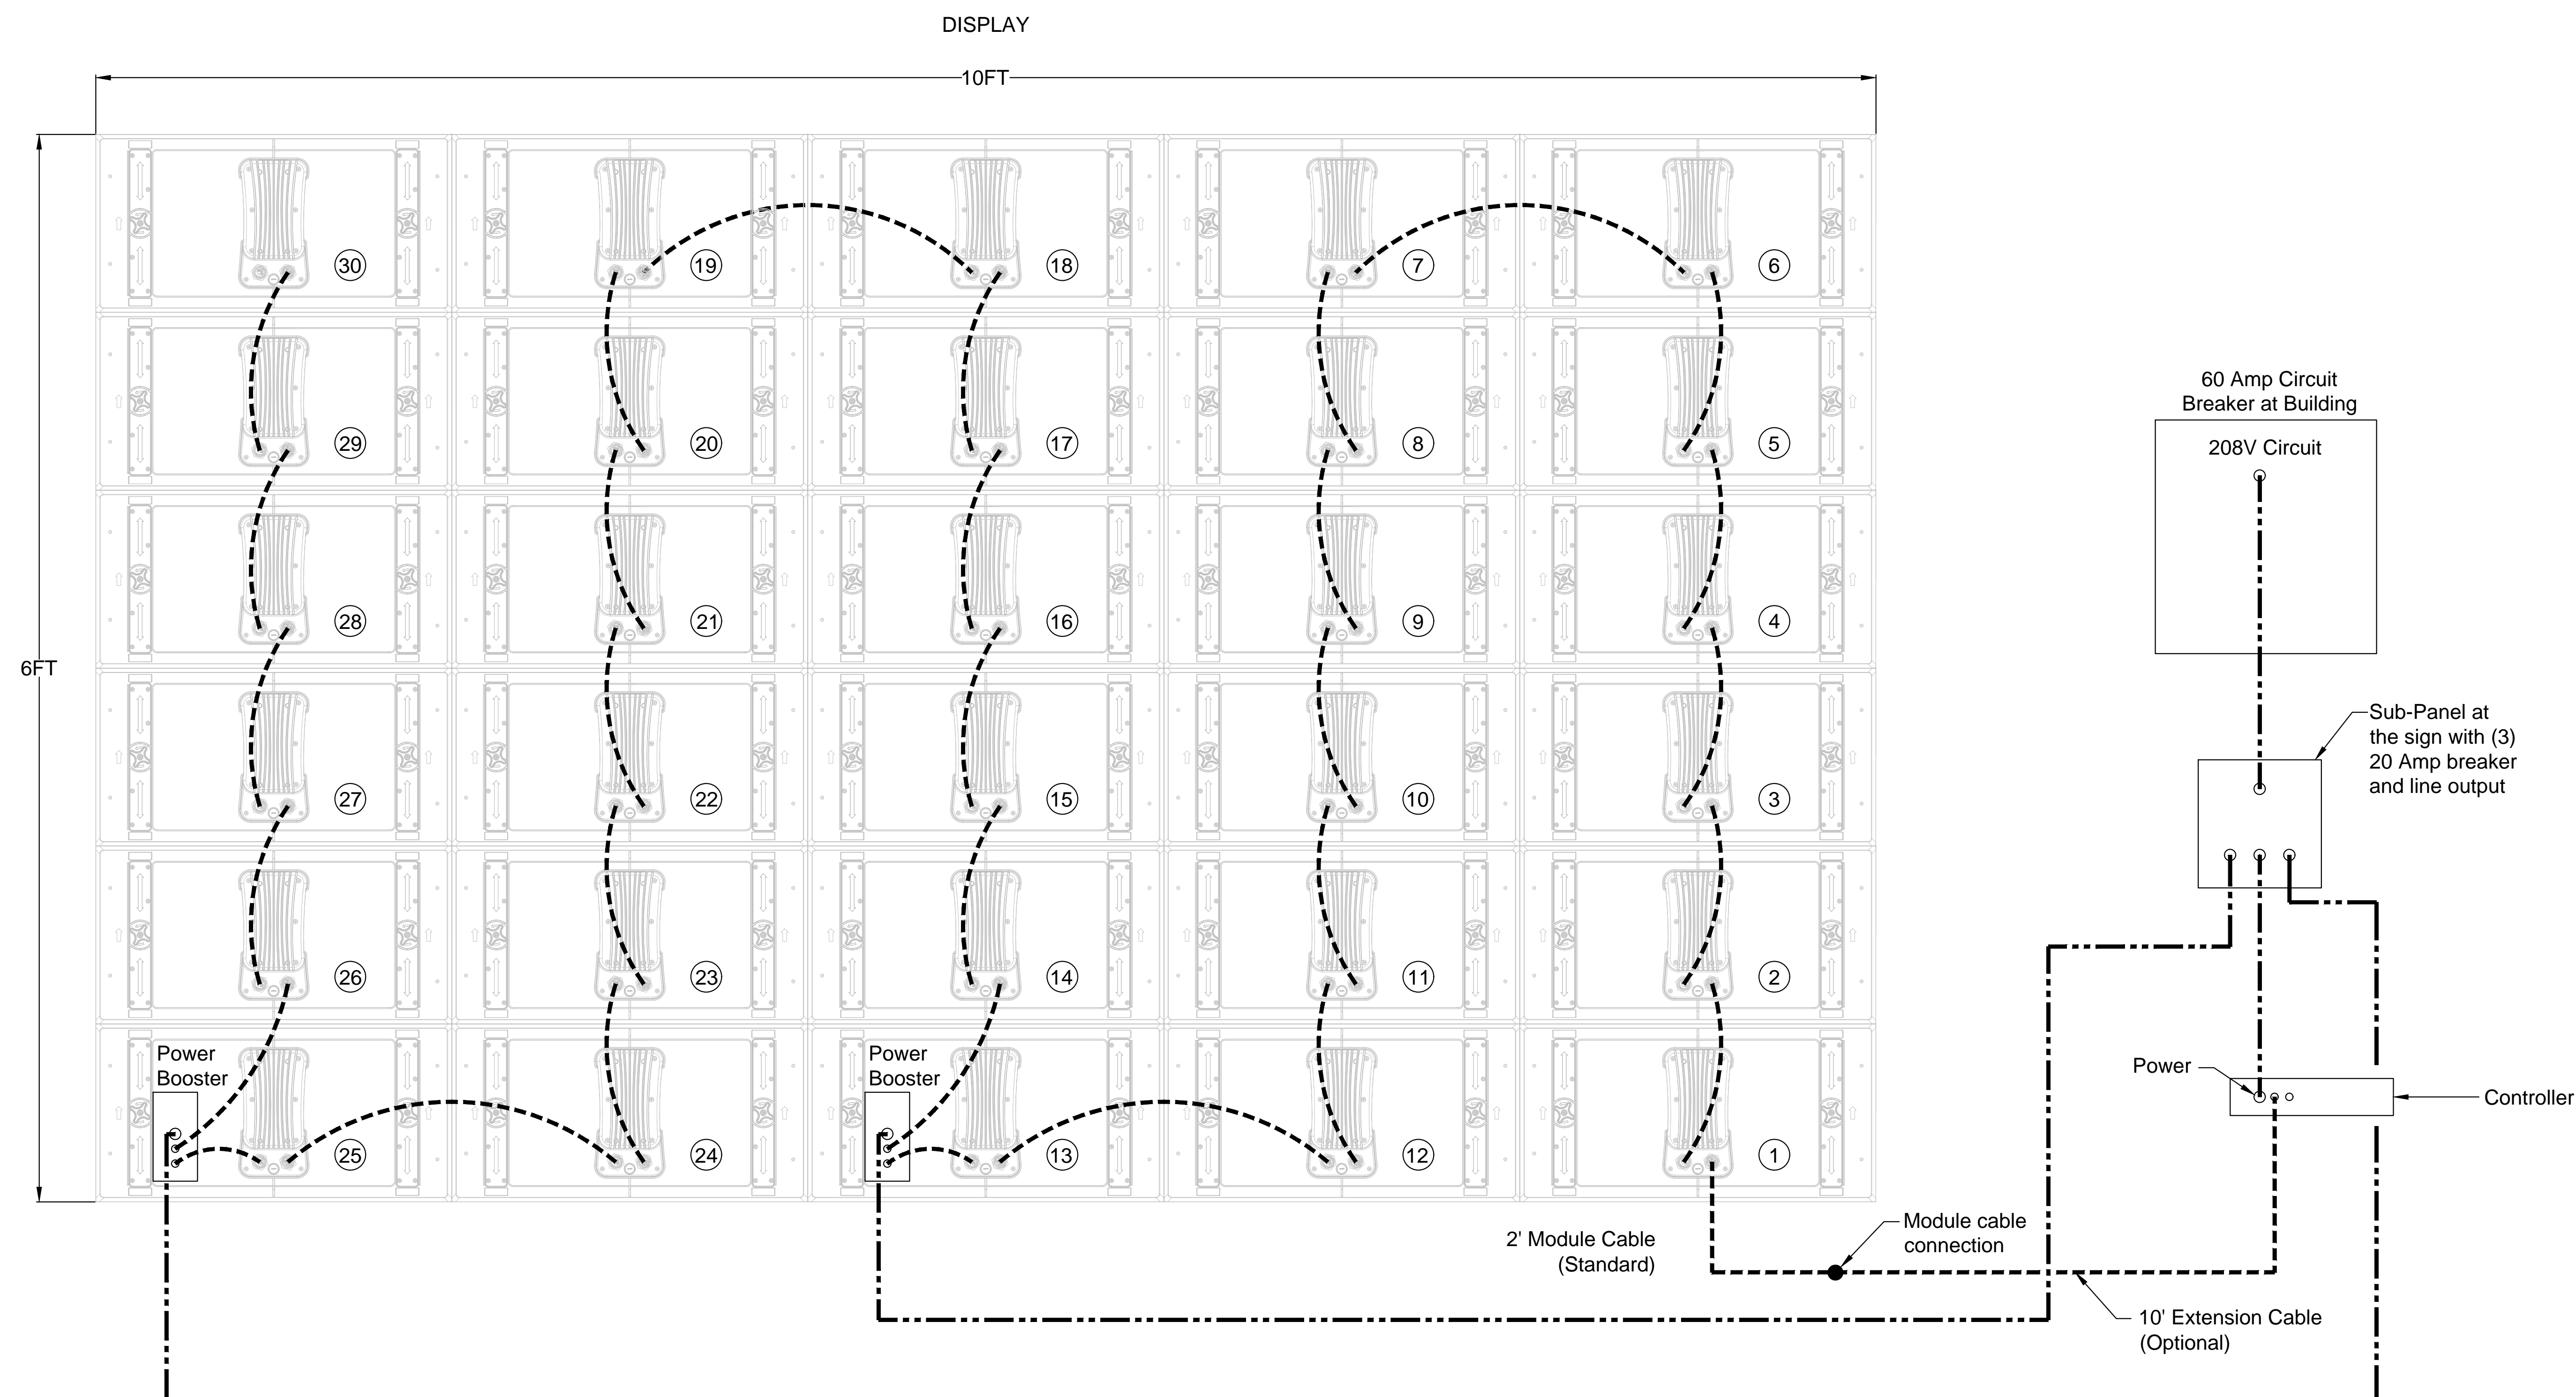 DISPLAY
10FT
30
19
18
7
6
29
20
17
8
5
60 Amp Circuit
Breaker at Building
208V Circuit
28
21
16
9
4
6FT
27
22
15
10
3
Sub-Panel at
the sign with (3)
20 Amp breaker
and line output
26
23
14
11
2
Power
Booster
25
24
Power
Booster
13
12
1
Power
Controller
2' Module Cable
(Standard)
Module cable
connection
10' Extension Cable
(Optional)